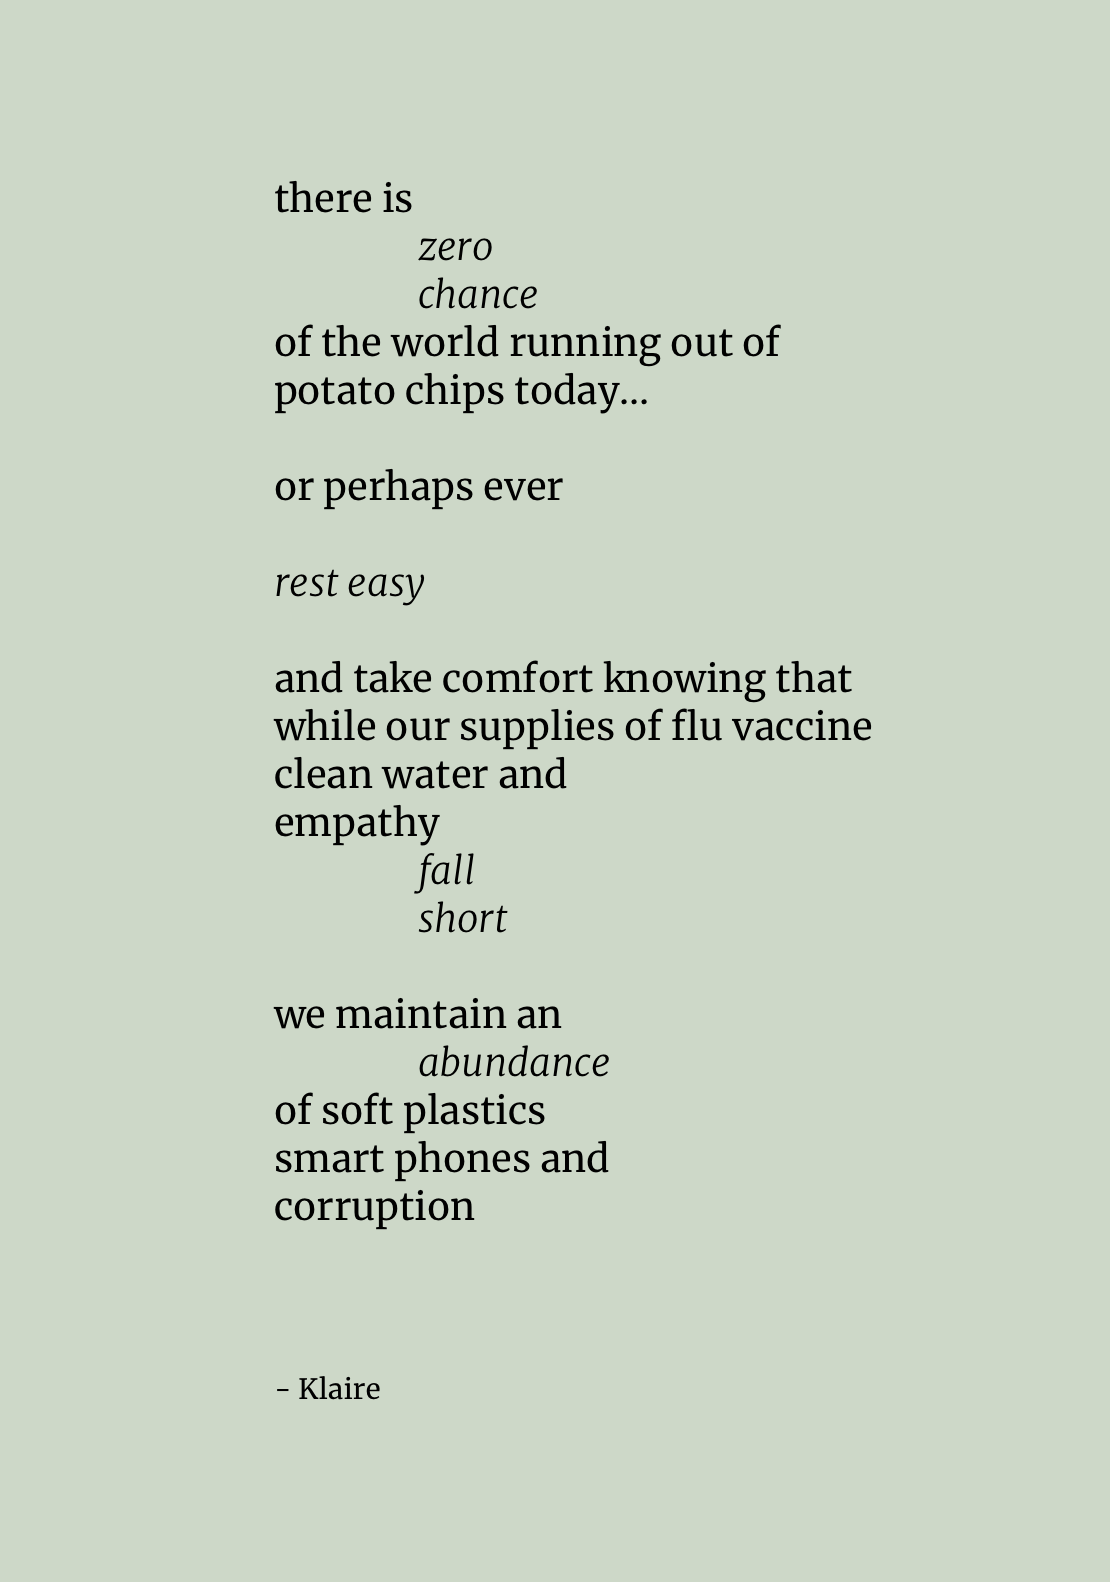 there is
zero
chance
of the world running out of
potato chips today...
or perhaps ever
rest easy
and take comfort knowing that
while our supplies of flu vaccine
clean water and
empathy
fall
short
we maintain an
abundance
of soft plastics
smart phones and
corruption
– Klaire